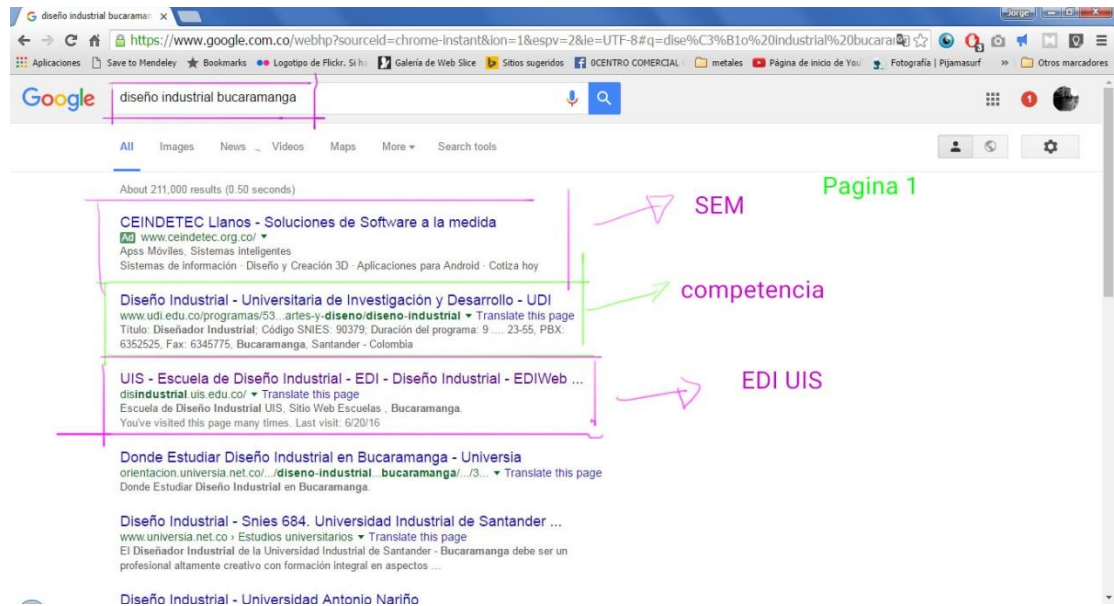 diseño industrial bucaraman
Jorge
https://www.google.com.co/webhp?sourceid=chrome-instant&ion=1&espv=2&ie=UTF-8#q=dise%C3%B1o%20industrial%20bucarar
Aplicaciones Save to Mendeley Bookmarks Logotipo de Flickr. Si h Galería de Web Slice Sitios sugeridos 0CENTRO COMERCIAL metales Página de inicio de You Fotografía | Pijamasurf » Otros marcadores
Google diseño industrial bucaramanga 1
All Images News Videos Maps More Search tools
About 211,000 results (0.50 seconds)
Pagina 1
SEM
CEINDETEC Llanos - Soluciones de Software a la medida
Ad www.ceindetec.org.co/
Apss Móviles, Sistemas inteligentes
Sistemas de información · Diseño y Creación 3D · Aplicaciones para Android · Cotiza hoy
competencia
Diseño Industrial - Universitaria de Investigación y Desarrollo - UDI
www.udi.edu.co/programas/53...artes-y-diseno/diseno-industrial Translate this page
Titulo: Diseñador Industrial; Código SNIES: 90379; Duración del programa: 9 .... 23-55, PBX:
6352525, Fax: 6345775, Bucaramanga, Santander - Colombia
EDI UIS
UIS - Escuela de Diseño Industrial - EDI - Diseño Industrial - EDIWeb ...
disindustrial.uis.edu.co/ Translate this page
Escuela de Diseño Industrial UIS, Sitio Web Escuelas , Bucaramanga.
You've visited this page many times. Last visit: 6/20/16
Donde Estudiar Diseño Industrial en Bucaramanga - Universia
orientacion.universia.net.co/.../diseno-industrial...bucaramanga/.../3... Translate this page
Donde Estudiar Diseño Industrial en Bucaramanga.
Diseño Industrial - Snies 684. Universidad Industrial de Santander ...
www.universia.net.co › Estudios universitarios Translate this page
El Diseñador Industrial de la Universidad Industrial de Santander - Bucaramanga debe ser un
profesional altamente creativo con formación integral en aspectos ...
Diseño Industrial - Universidad Antonio Nariño